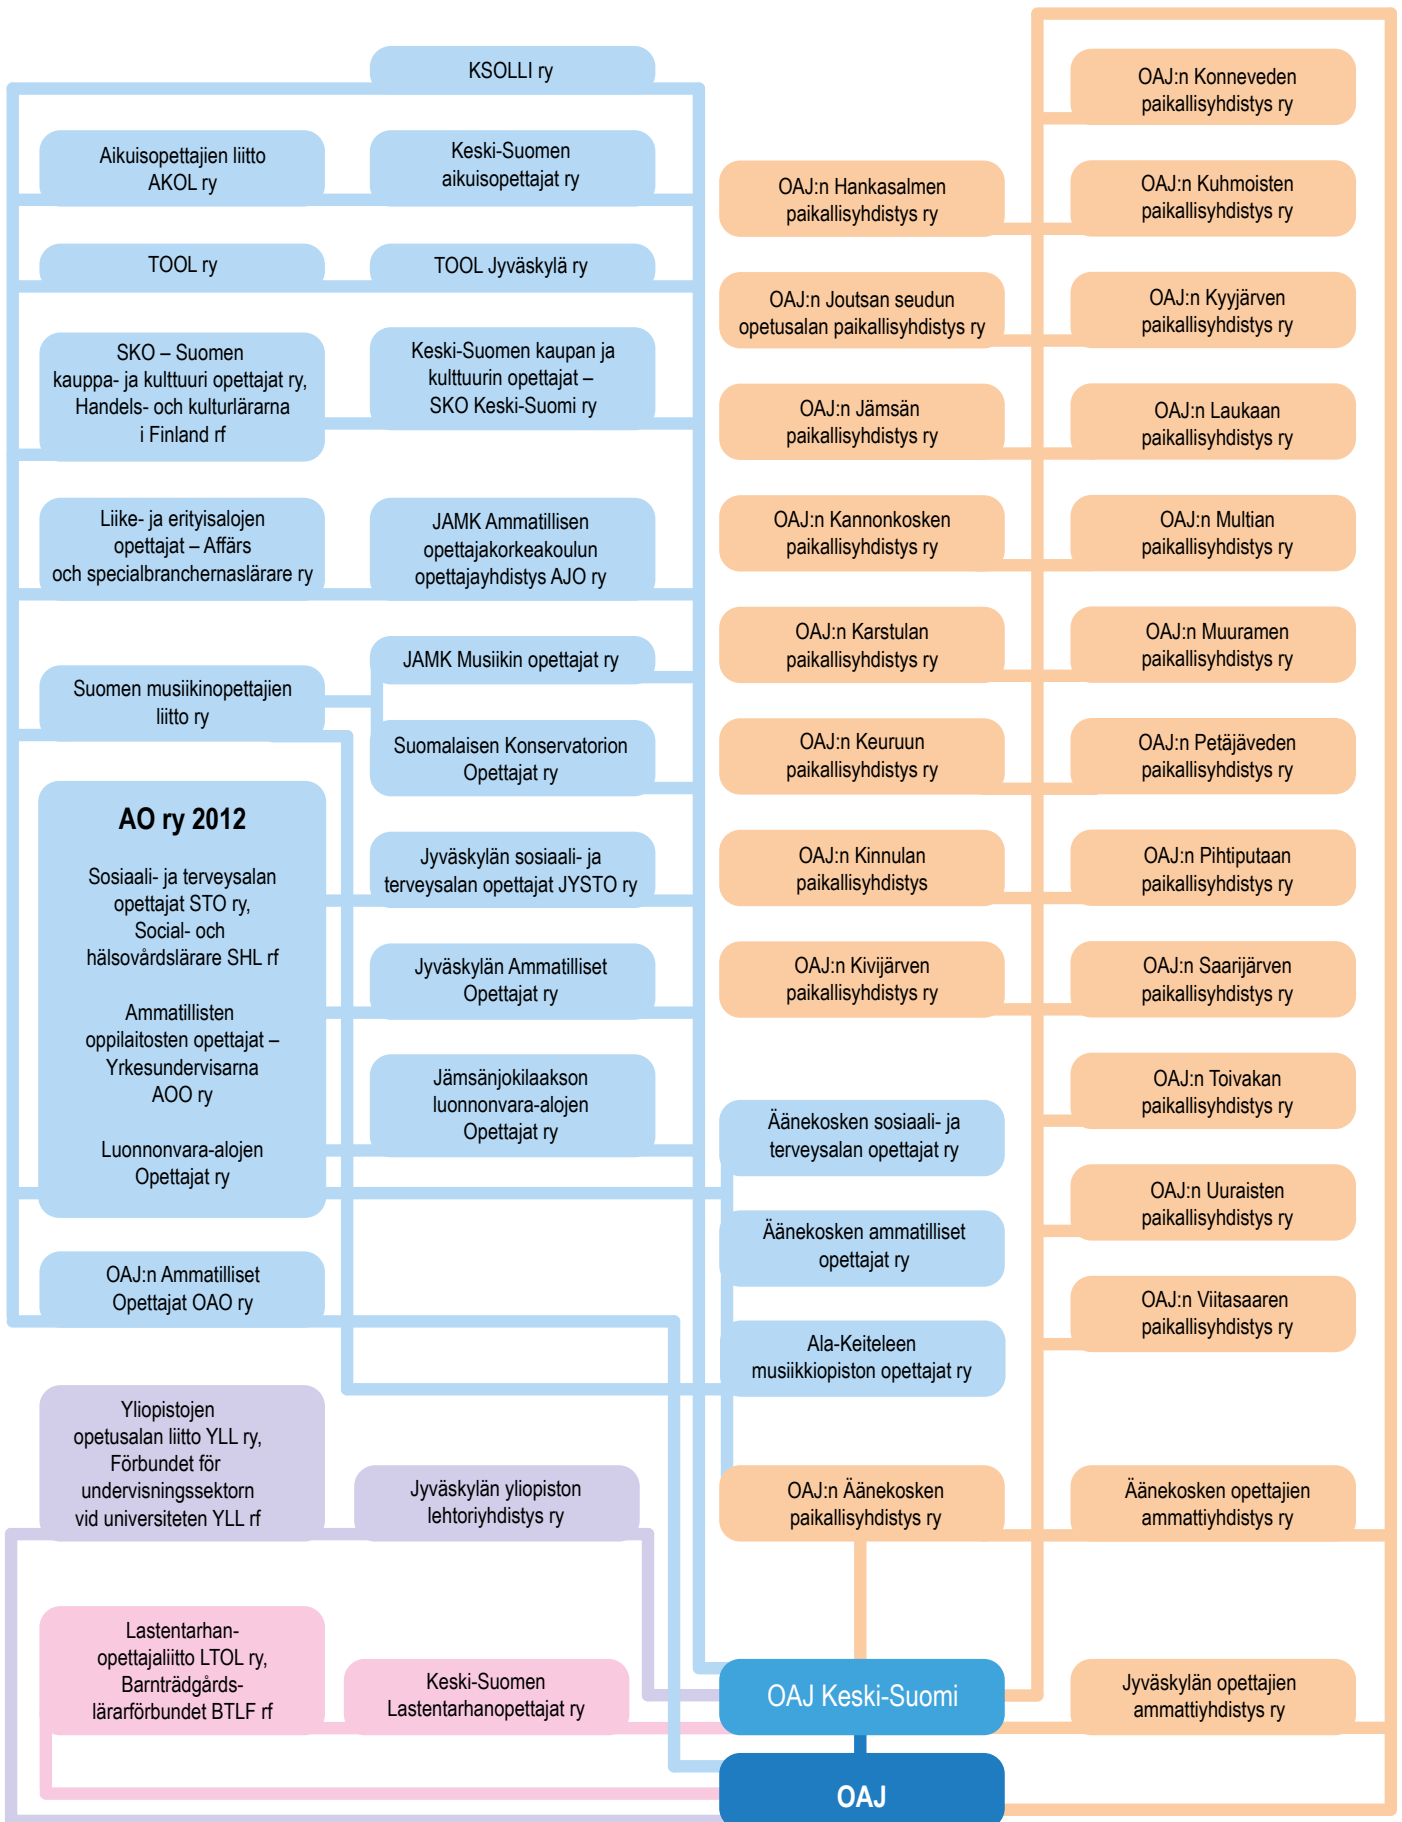 KSOLLI ry
Aikuisopettajien liitto
AKOL ry
Keski-Suomen
aikuisopettajat ry
TOOL ry
TOOL Jyväskylä ry
SKO – Suomen
kauppa- ja kulttuuri opettajat ry,
Handels- och kulturlärarna
i Finland rf
Keski-Suomen kaupan ja
kulttuurin opettajat –
SKO Keski-Suomi ry
Liike- ja erityisalojen
opettajat – Affärs
och specialbranchernaslärare ry
JAMK Ammatillisen
opettajakorkeakoulun
opettajayhdistys AJO ry
Suomen musiikinopettajien
liitto ry
JAMK Musiikin opettajat ry
Suomalaisen Konservatorion
Opettajat ry
AO ry 2012
Sosiaali- ja terveysalan
opettajat STO ry,
Social- och
hälsovårdslärare SHL rf
Ammatillisten
oppilaitosten opettajat –
Yrkesundervisarna
AOO ry
Luonnonvara-alojen
Opettajat ry
Jyväskylän sosiaali- ja
terveysalan opettajat JYSTO ry
Jyväskylän Ammatilliset
Opettajat ry
Jämsänjokilaakson
luonnonvara-alojen
Opettajat ry
OAJ:n Ammatilliset
Opettajat OAO ry
Yliopistojen
opetusalan liitto YLL ry,
Förbundet för
undervisningssektorn
vid universiteten YLL rf
Jyväskylän yliopiston
lehtoriyhdistys ry
Lastentarhan-
opettajaliitto LTOL ry,
Barnträdgårds-
lärarförbundet BTLF rf
Keski-Suomen
Lastentarhanopettajat ry
OAJ:n Hankasalmen
paikallisyhdistys ry
OAJ:n Joutsan seudun
opetusalan paikallisyhdistys ry
OAJ:n Jämsän
paikallisyhdistys ry
OAJ:n Kannonkosken
paikallisyhdistys ry
OAJ:n Karstulan
paikallisyhdistys ry
OAJ:n Keuruun
paikallisyhdistys ry
OAJ:n Kinnulan
paikallisyhdistys
OAJ:n Kivijärven
paikallisyhdistys ry
Äänekosken sosiaali- ja
terveysalan opettajat ry
Äänekosken ammatilliset
opettajat ry
Ala-Keiteleen
musiikkiopiston opettajat ry
OAJ:n Äänekosken
paikallisyhdistys ry
OAJ Keski-Suomi
OAJ
OAJ:n Konneveden
paikallisyhdistys ry
OAJ:n Kuhmoisten
paikallisyhdistys ry
OAJ:n Kyyjärven
paikallisyhdistys ry
OAJ:n Laukaan
paikallisyhdistys ry
OAJ:n Multian
paikallisyhdistys ry
OAJ:n Muuramen
paikallisyhdistys ry
OAJ:n Petäjäveden
paikallisyhdistys ry
OAJ:n Pihtiputaan
paikallisyhdistys ry
OAJ:n Saarijärven
paikallisyhdistys ry
OAJ:n Toivakan
paikallisyhdistys ry
OAJ:n Uuraisten
paikallisyhdistys ry
OAJ:n Viitasaaren
paikallisyhdistys ry
Äänekosken opettajien
ammattiyhdistys ry
Jyväskylän opettajien
ammattiyhdistys ry